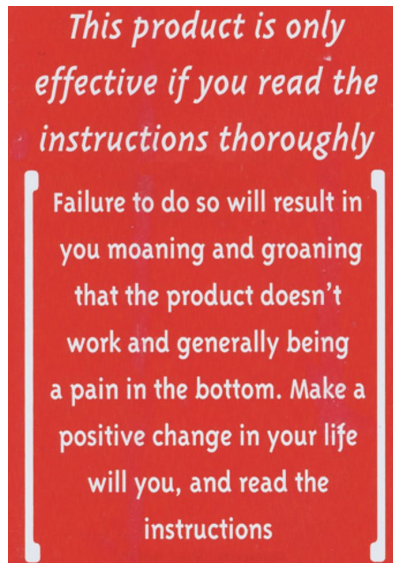 This product is only
effective if you read the
instructions thoroughly
Failure to do so will result in
you moaning and groaning
that the product doesn't
work and generally being
a pain in the bottom. Make a
positive change in your life
will you, and read the
instructions